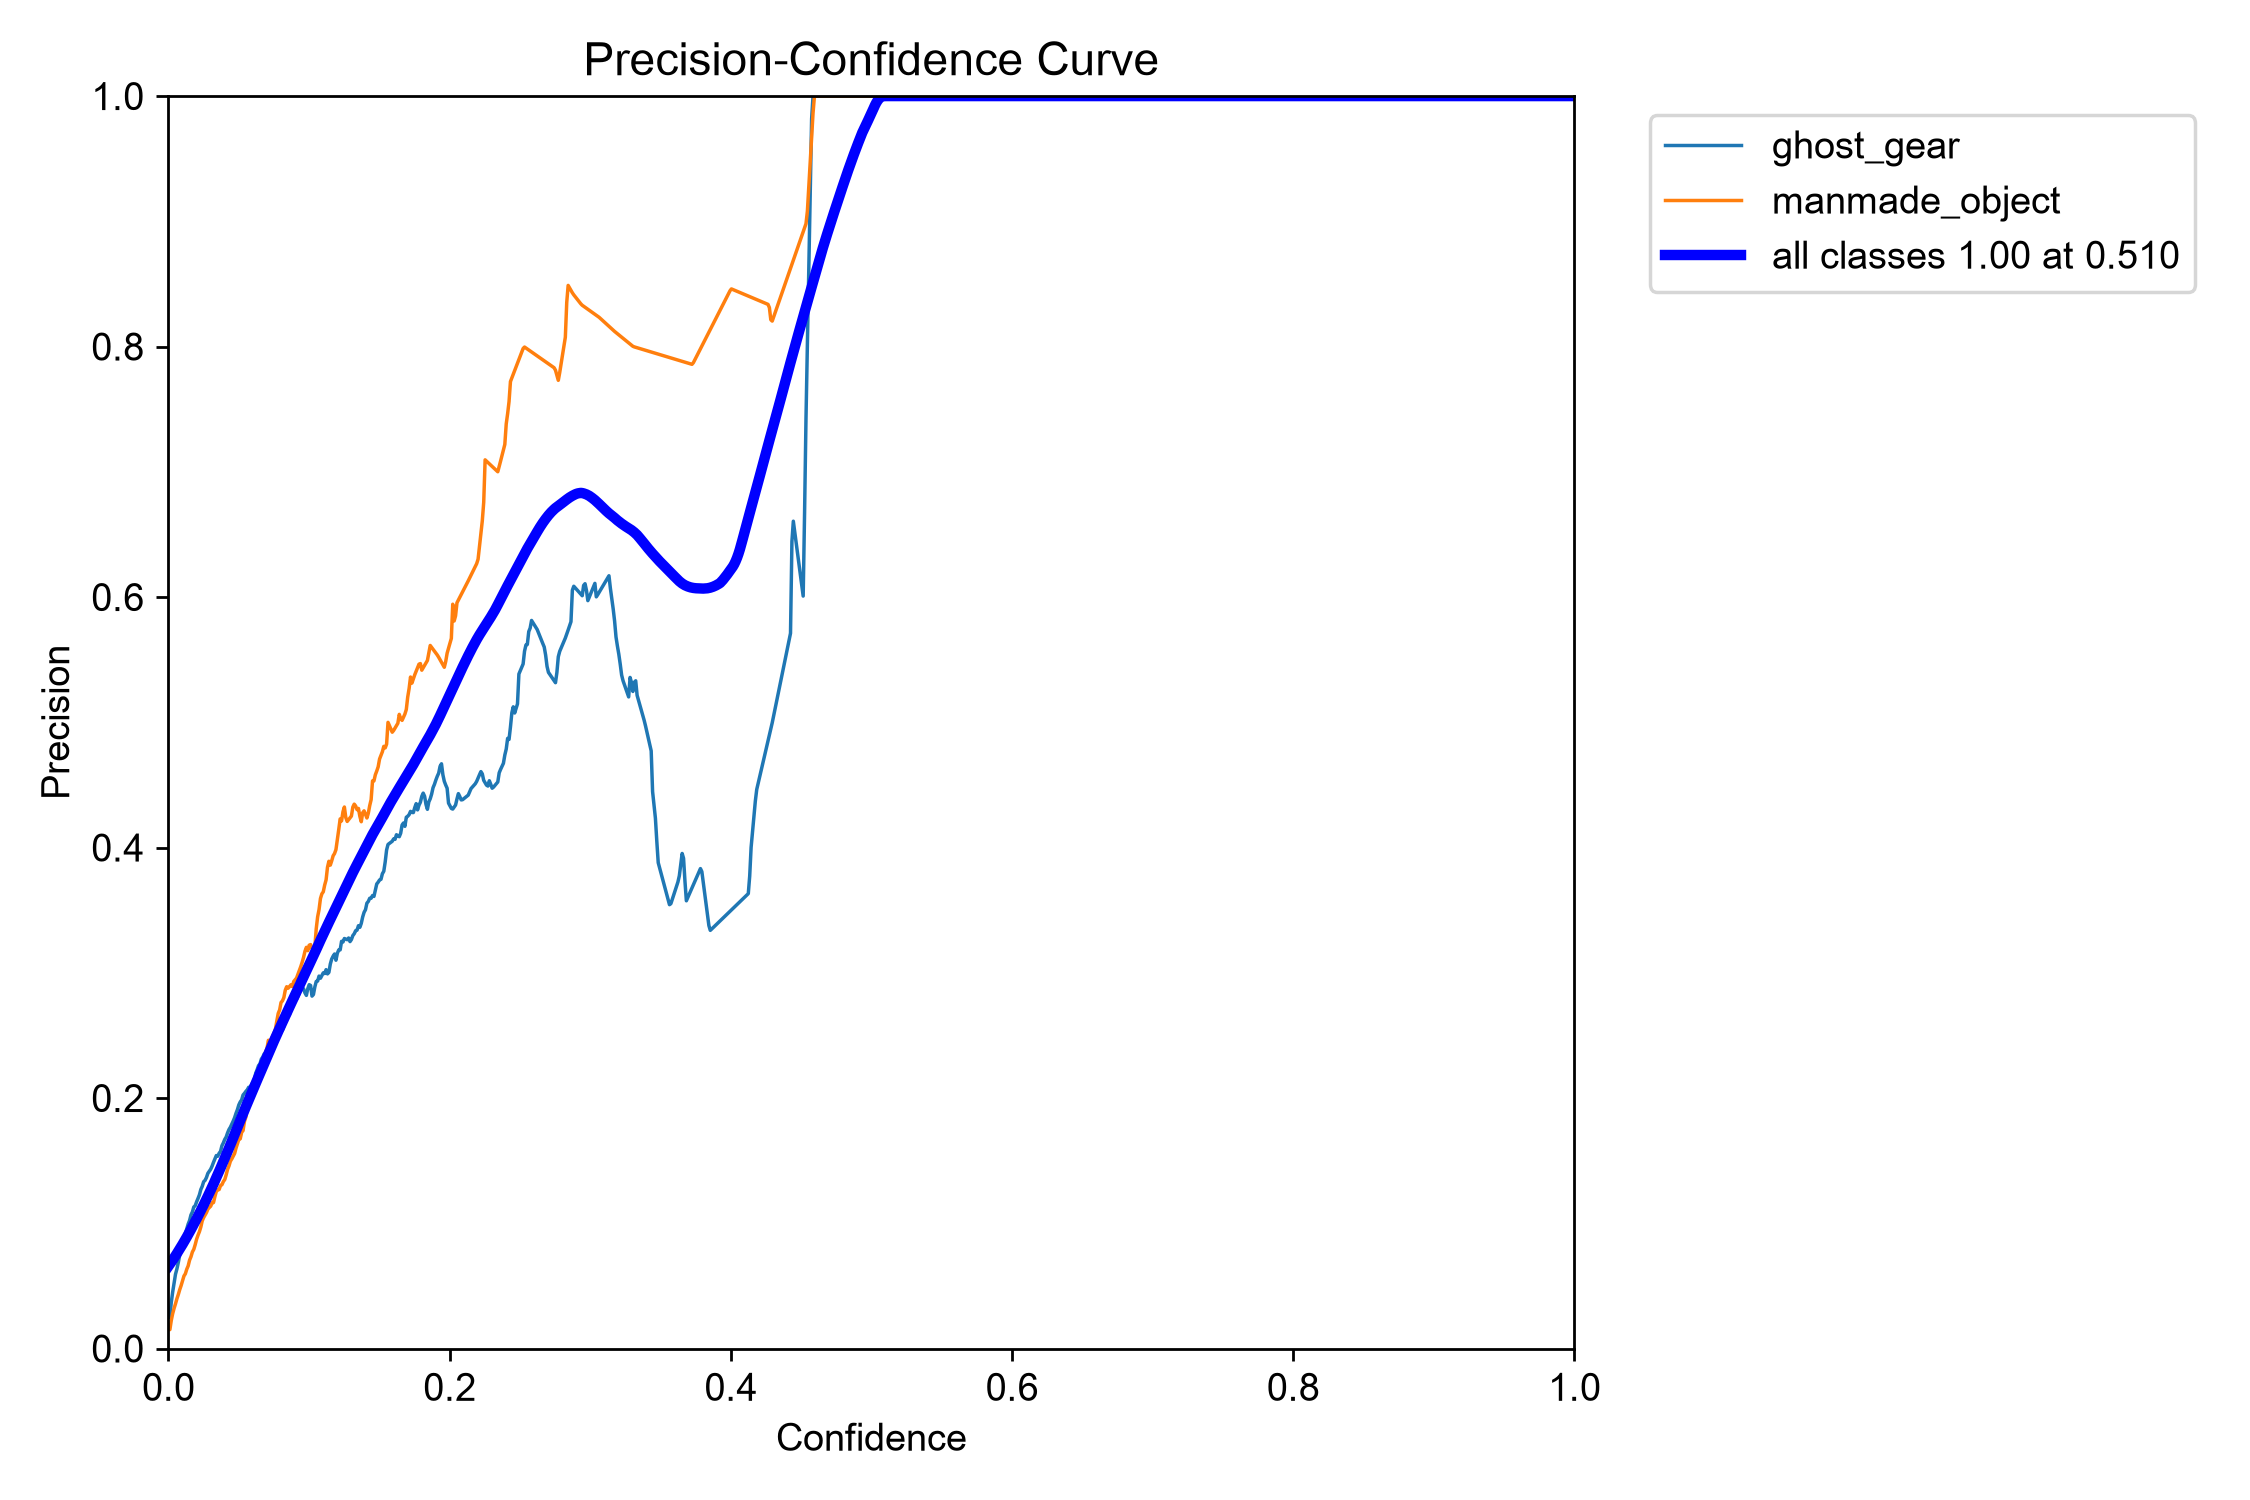 Precision-Confidence Curve
1.0
0.8
0.6
0.4
0.2
0.0
Precision
0.0 0.2 0.4 0.6 0.8 1.0
Confidence
ghost_gear
manmade_object
all classes 1.00 at 0.510